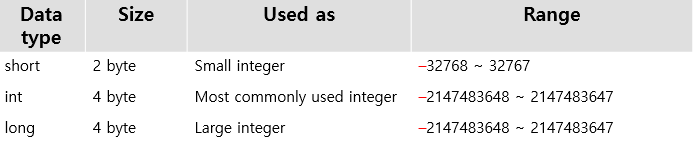 Data type Size Used as Range
short 2 byte Small integer –32768 ~ 32767
int 4 byte Most commonly used integer –2147483648 ~ 2147483647
long 4 byte Large integer –2147483648 ~ 2147483647